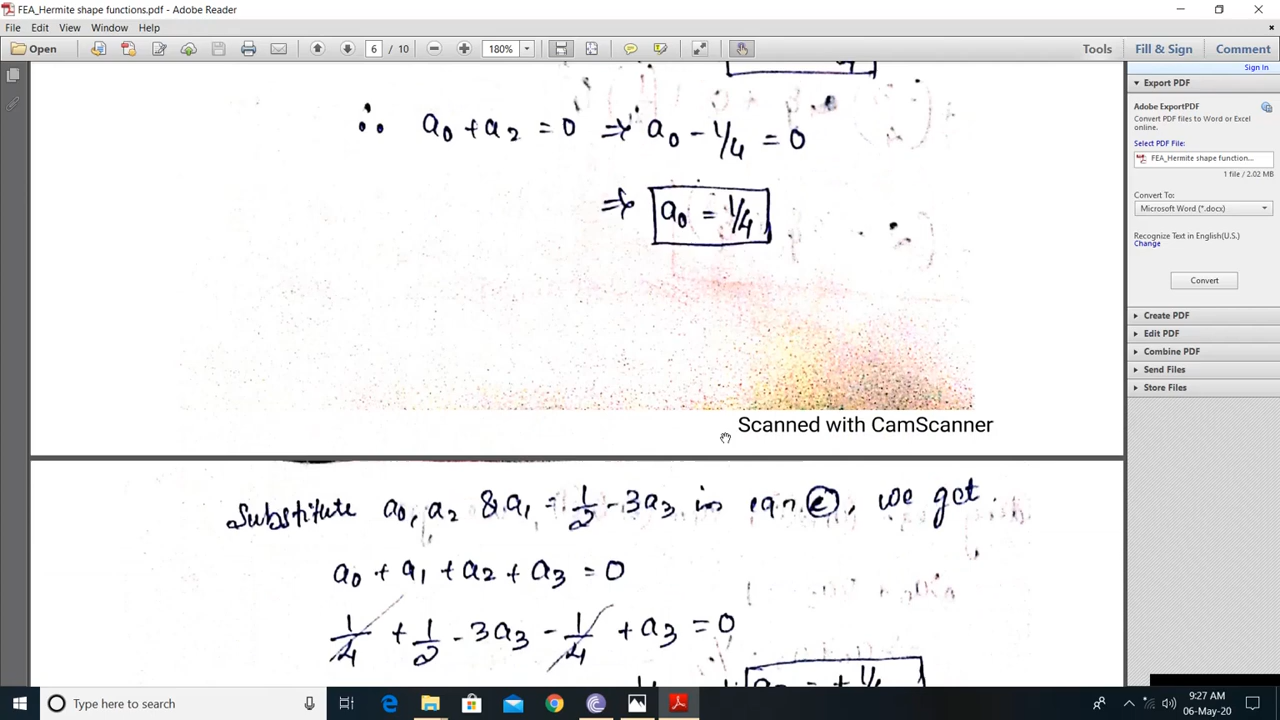 FEA_Hermite shape functions.pdf - Adobe Reader
File Edit View Window Help
Open 6 / 10 180% Tools Fill & Sign Comment
Sign In
Export PDF
Adobe ExportPDF
Convert PDF files to Word or Excel online.
Select PDF File:
FEA_Hermite shape function...
1 file / 2.02 MB
Convert To:
Microsoft Word (*.docx)
Recognize Text in English(U.S.)
Change
Convert
Create PDF
Edit PDF
Combine PDF
Send Files
Store Files
∴ a₀ + a₂ = 0 ⇒ a₀ - 1/4 = 0
⇒ a₀ = 1/4
Scanned with CamScanner
Substitute a₀, a₂ & a₁ = 1/2 - 3a₃ in eqn. , we get
a₀ + a₁ + a₂ + a₃ = 0
1/4 + 1/2 - 3a₃ - 1/4 + a₃ = 0
Type here to search
9:27 AM
06-May-20